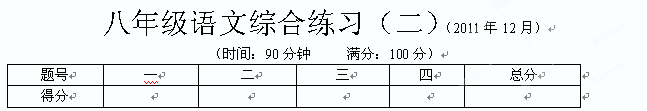 八年级语文综合练习（二）(2011年12月)
(时间：90分钟 满分：100分)
题号 一 二 三 四 总分
得分